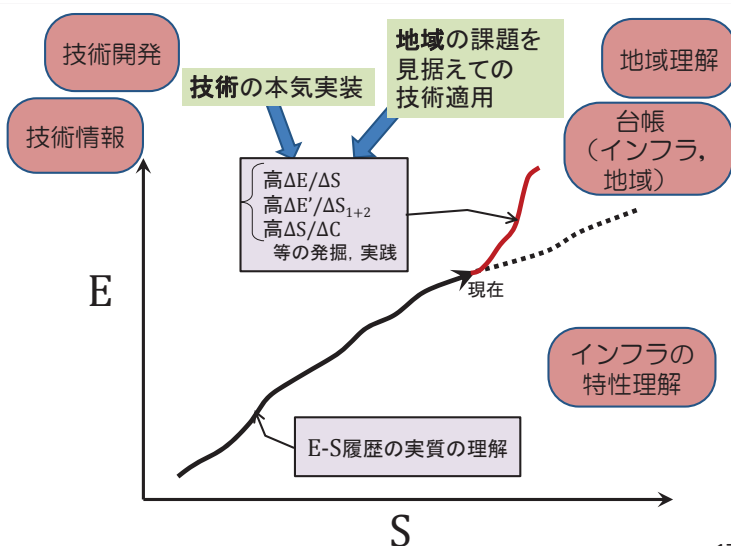 技術開発
技術情報
技術の本気実装
地域の課題を
見据えての
技術適用
地域理解
台帳
(インフラ,
地域)
高ΔE/ΔS
高ΔE'/ΔS1+2
高ΔS/ΔC
等の発掘, 実践
現在
E
インフラの
特性理解
E-S履歴の実質の理解
S